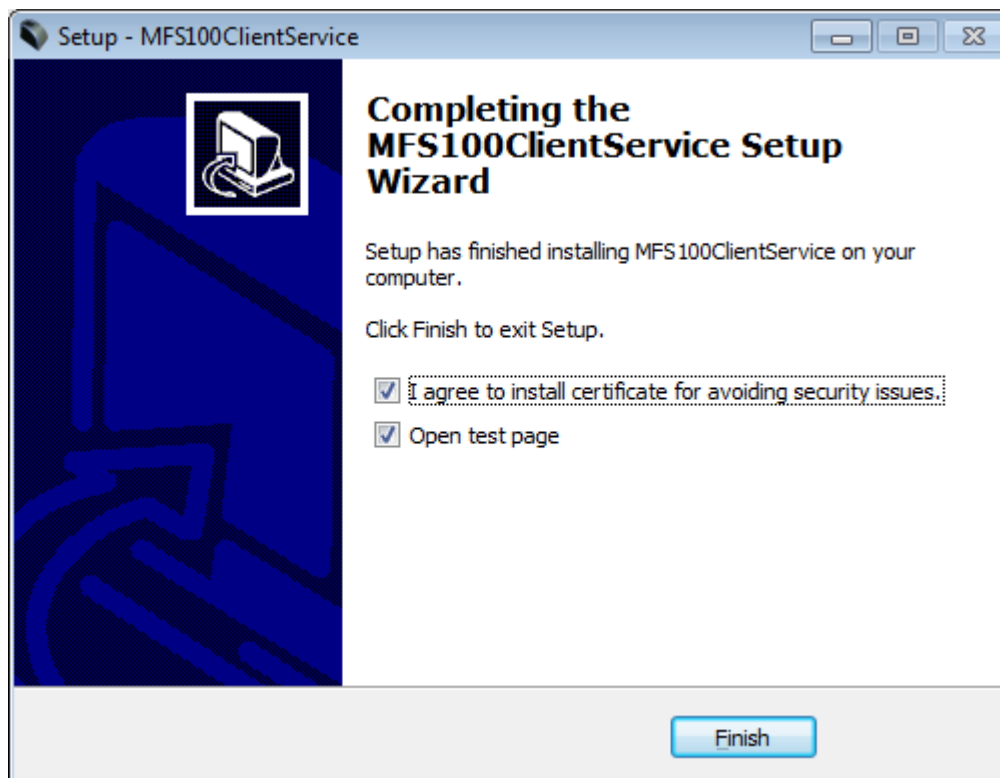 Setup - MFS100ClientService
Completing the
MFS100ClientService Setup
Wizard
Setup has finished installing MFS100ClientService on your
computer.
Click Finish to exit Setup.
I agree to install certificate for avoiding security issues.
Open test page
Finish